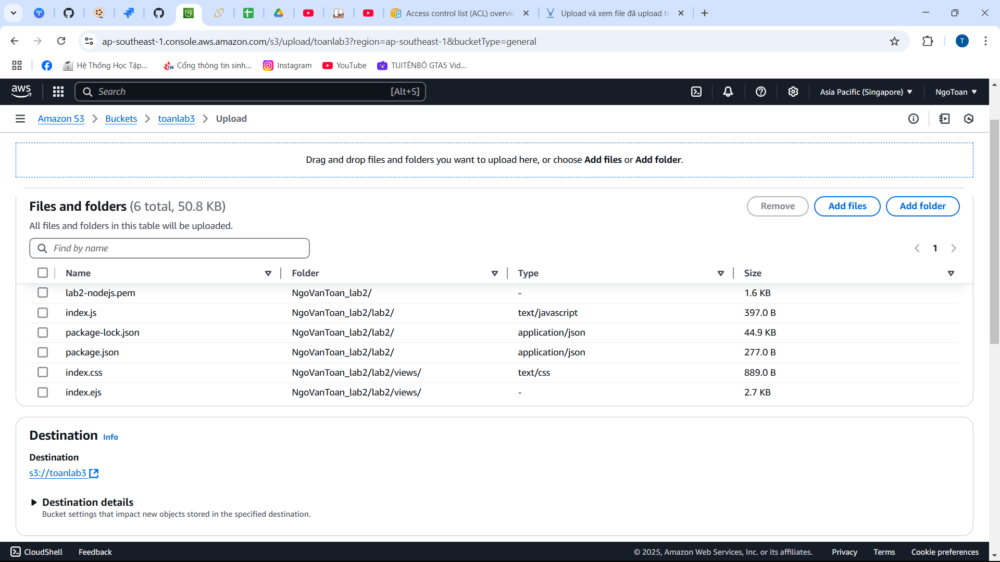 Access control list (ACL) overvie
Upload và xem file đã upload tr
ap-southeast-1.console.aws.amazon.com/s3/upload/toanlab3?region=ap-southeast-1&bucketType=general
T
Hệ Thống Học Tập...
Cổng thông tin sinh...
Instagram
YouTube
TUITÊNBÔ GTA5 Vid...
aws
Search
[Alt+S]
Asia Pacific (Singapore)
NgoToan
Amazon S3
Buckets
toanlab3
Upload
Drag and drop files and folders you want to upload here, or choose Add files or Add folder.
Files and folders (6 total, 50.8 KB)
Remove
Add files
Add folder
All files and folders in this table will be uploaded.
Find by name
1
Name Folder Type Size
lab2-nodejs.pem NgoVanToan_lab2/ - 1.6 KB
index.js NgoVanToan_lab2/lab2/ text/javascript 397.0 B
package-lock.json NgoVanToan_lab2/lab2/ application/json 44.9 KB
package.json NgoVanToan_lab2/lab2/ application/json 277.0 B
index.css NgoVanToan_lab2/lab2/views/ text/css 889.0 B
index.ejs NgoVanToan_lab2/lab2/views/ - 2.7 KB
Destination Info
Destination
s3://toanlab3
Destination details
Bucket settings that impact new objects stored in the specified destination.
CloudShell
Feedback
© 2025, Amazon Web Services, Inc. or its affiliates.
Privacy
Terms
Cookie preferences